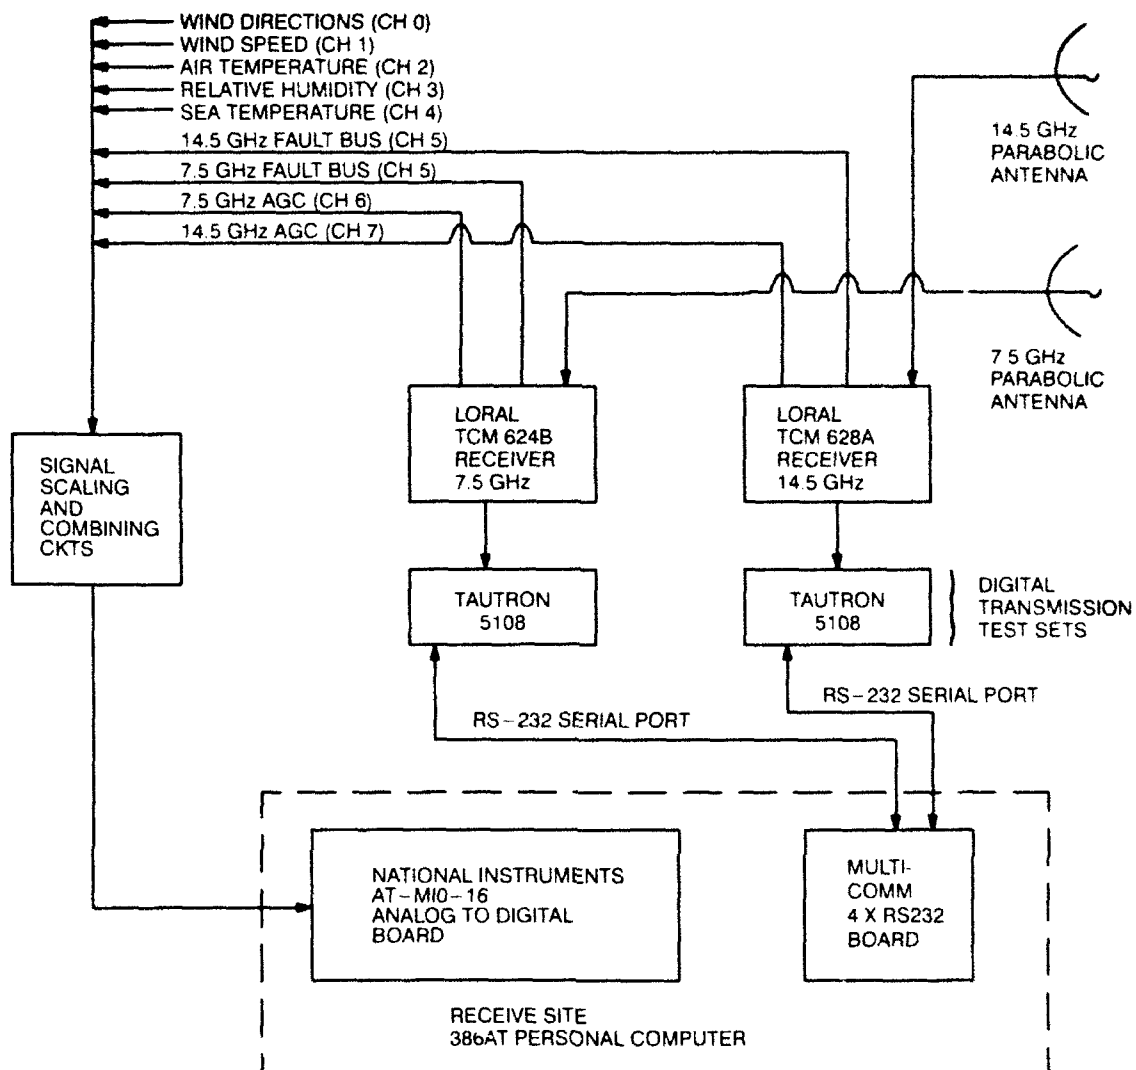 WIND DIRECTIONS (CH 0)
WIND SPEED (CH 1)
AIR TEMPERATURE (CH 2)
RELATIVE HUMIDITY (CH 3)
SEA TEMPERATURE (CH 4)
14.5 GHz FAULT BUS (CH 5)
7.5 GHz FAULT BUS (CH 5)
7.5 GHz AGC (CH 6)
14.5 GHz AGC (CH 7)
14.5 GHz
PARABOLIC
ANTENNA
7 5 GHz
PARABOLIC
ANTENNA
LORAL
TCM 624B
RECEIVER
7.5 GHz
LORAL
TCM 628A
RECEIVER
14.5 GHz
SIGNAL
SCALING
AND
COMBINING
CKTS
TAUTRON
5108
TAUTRON
5108
DIGITAL
TRANSMISSION
TEST SETS
RS-232 SERIAL PORT
RS-232 SERIAL PORT
NATIONAL INSTRUMENTS
AT-MI0-16
ANALOG TO DIGITAL
BOARD
MULTI-
COMM
4 X RS232
BOARD
RECEIVE SITE
386AT PERSONAL COMPUTER